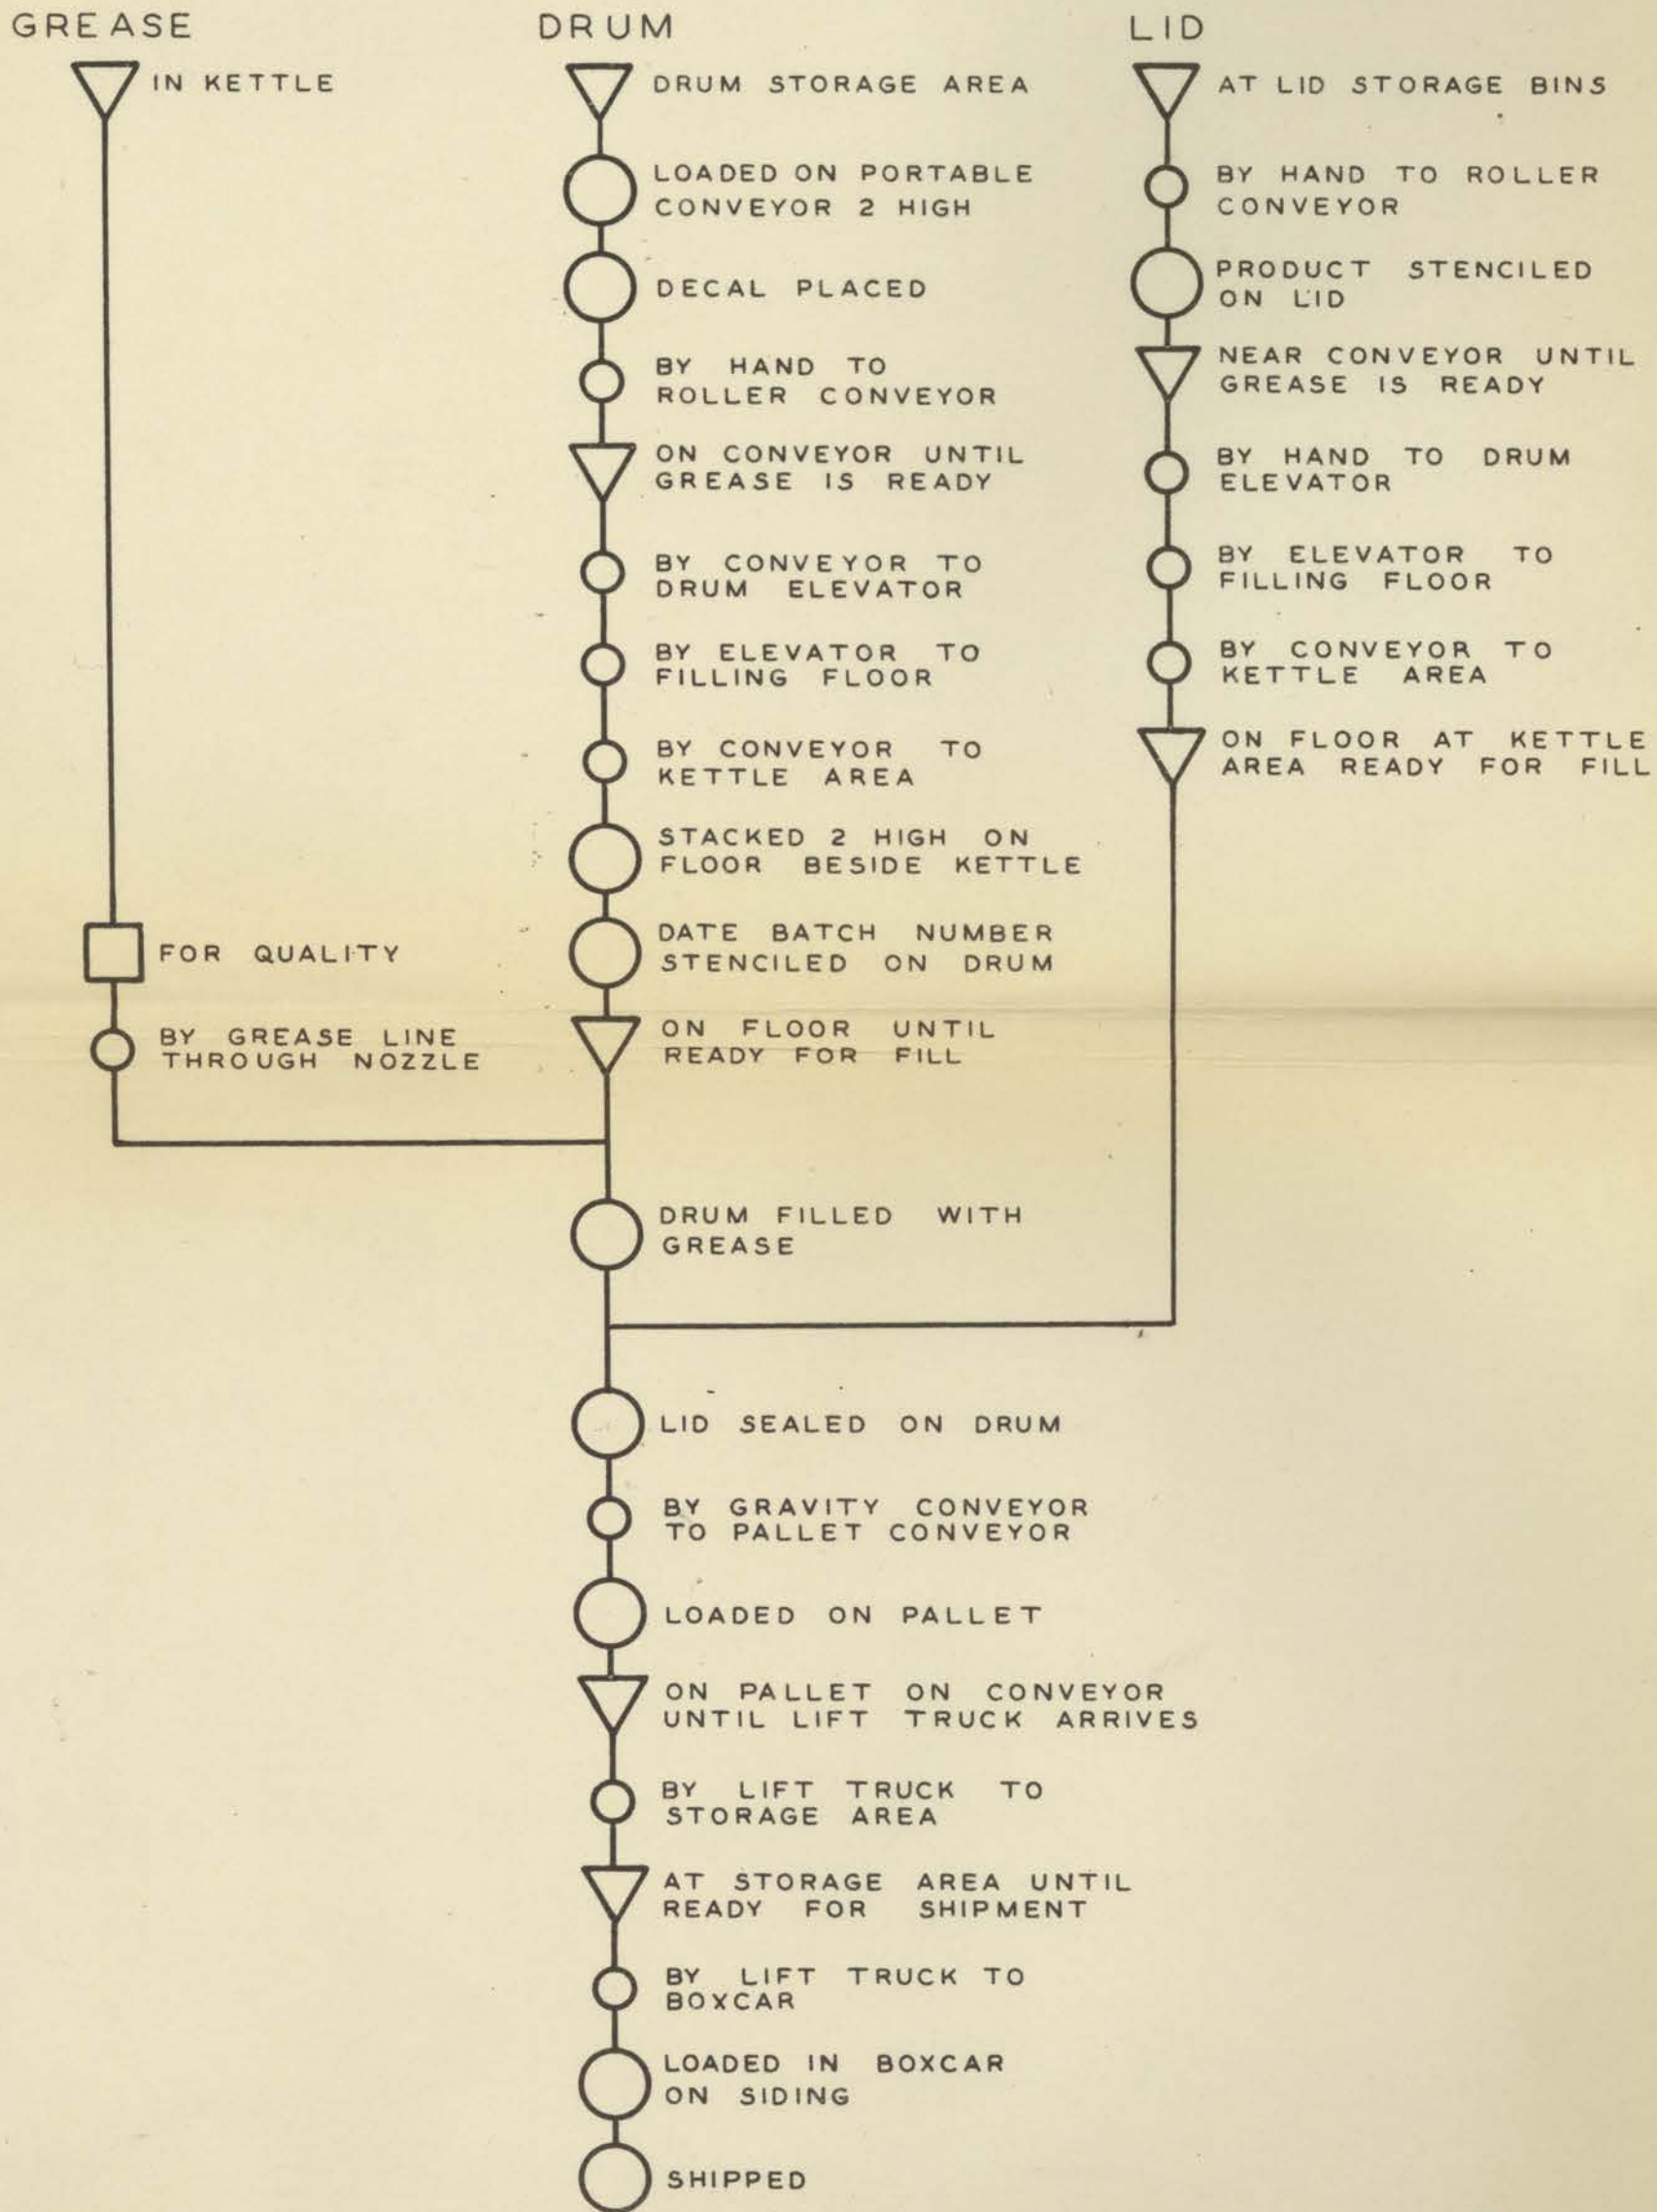 GREASE
IN KETTLE
FOR QUALITY
BY GREASE LINE
THROUGH NOZZLE
DRUM
DRUM STORAGE AREA
LOADED ON PORTABLE
CONVEYOR 2 HIGH
DECAL PLACED
BY HAND TO
ROLLER CONVEYOR
ON CONVEYOR UNTIL
GREASE IS READY
BY CONVEYOR TO
DRUM ELEVATOR
BY ELEVATOR TO
FILLING FLOOR
BY CONVEYOR TO
KETTLE AREA
STACKED 2 HIGH ON
FLOOR BESIDE KETTLE
DATE BATCH NUMBER
STENCILED ON DRUM
ON FLOOR UNTIL
READY FOR FILL
DRUM FILLED WITH
GREASE
LID SEALED ON DRUM
BY GRAVITY CONVEYOR
TO PALLET CONVEYOR
LOADED ON PALLET
ON PALLET ON CONVEYOR
UNTIL LIFT TRUCK ARRIVES
BY LIFT TRUCK TO
STORAGE AREA
AT STORAGE AREA UNTIL
READY FOR SHIPMENT
BY LIFT TRUCK TO
BOXCAR
LOADED IN BOXCAR
ON SIDING
SHIPPED
LID
AT LID STORAGE BINS
BY HAND TO ROLLER
CONVEYOR
PRODUCT STENCILED
ON LID
NEAR CONVEYOR UNTIL
GREASE IS READY
BY HAND TO DRUM
ELEVATOR
BY ELEVATOR TO
FILLING FLOOR
BY CONVEYOR TO
KETTLE AREA
ON FLOOR AT KETTLE
AREA READY FOR FILL